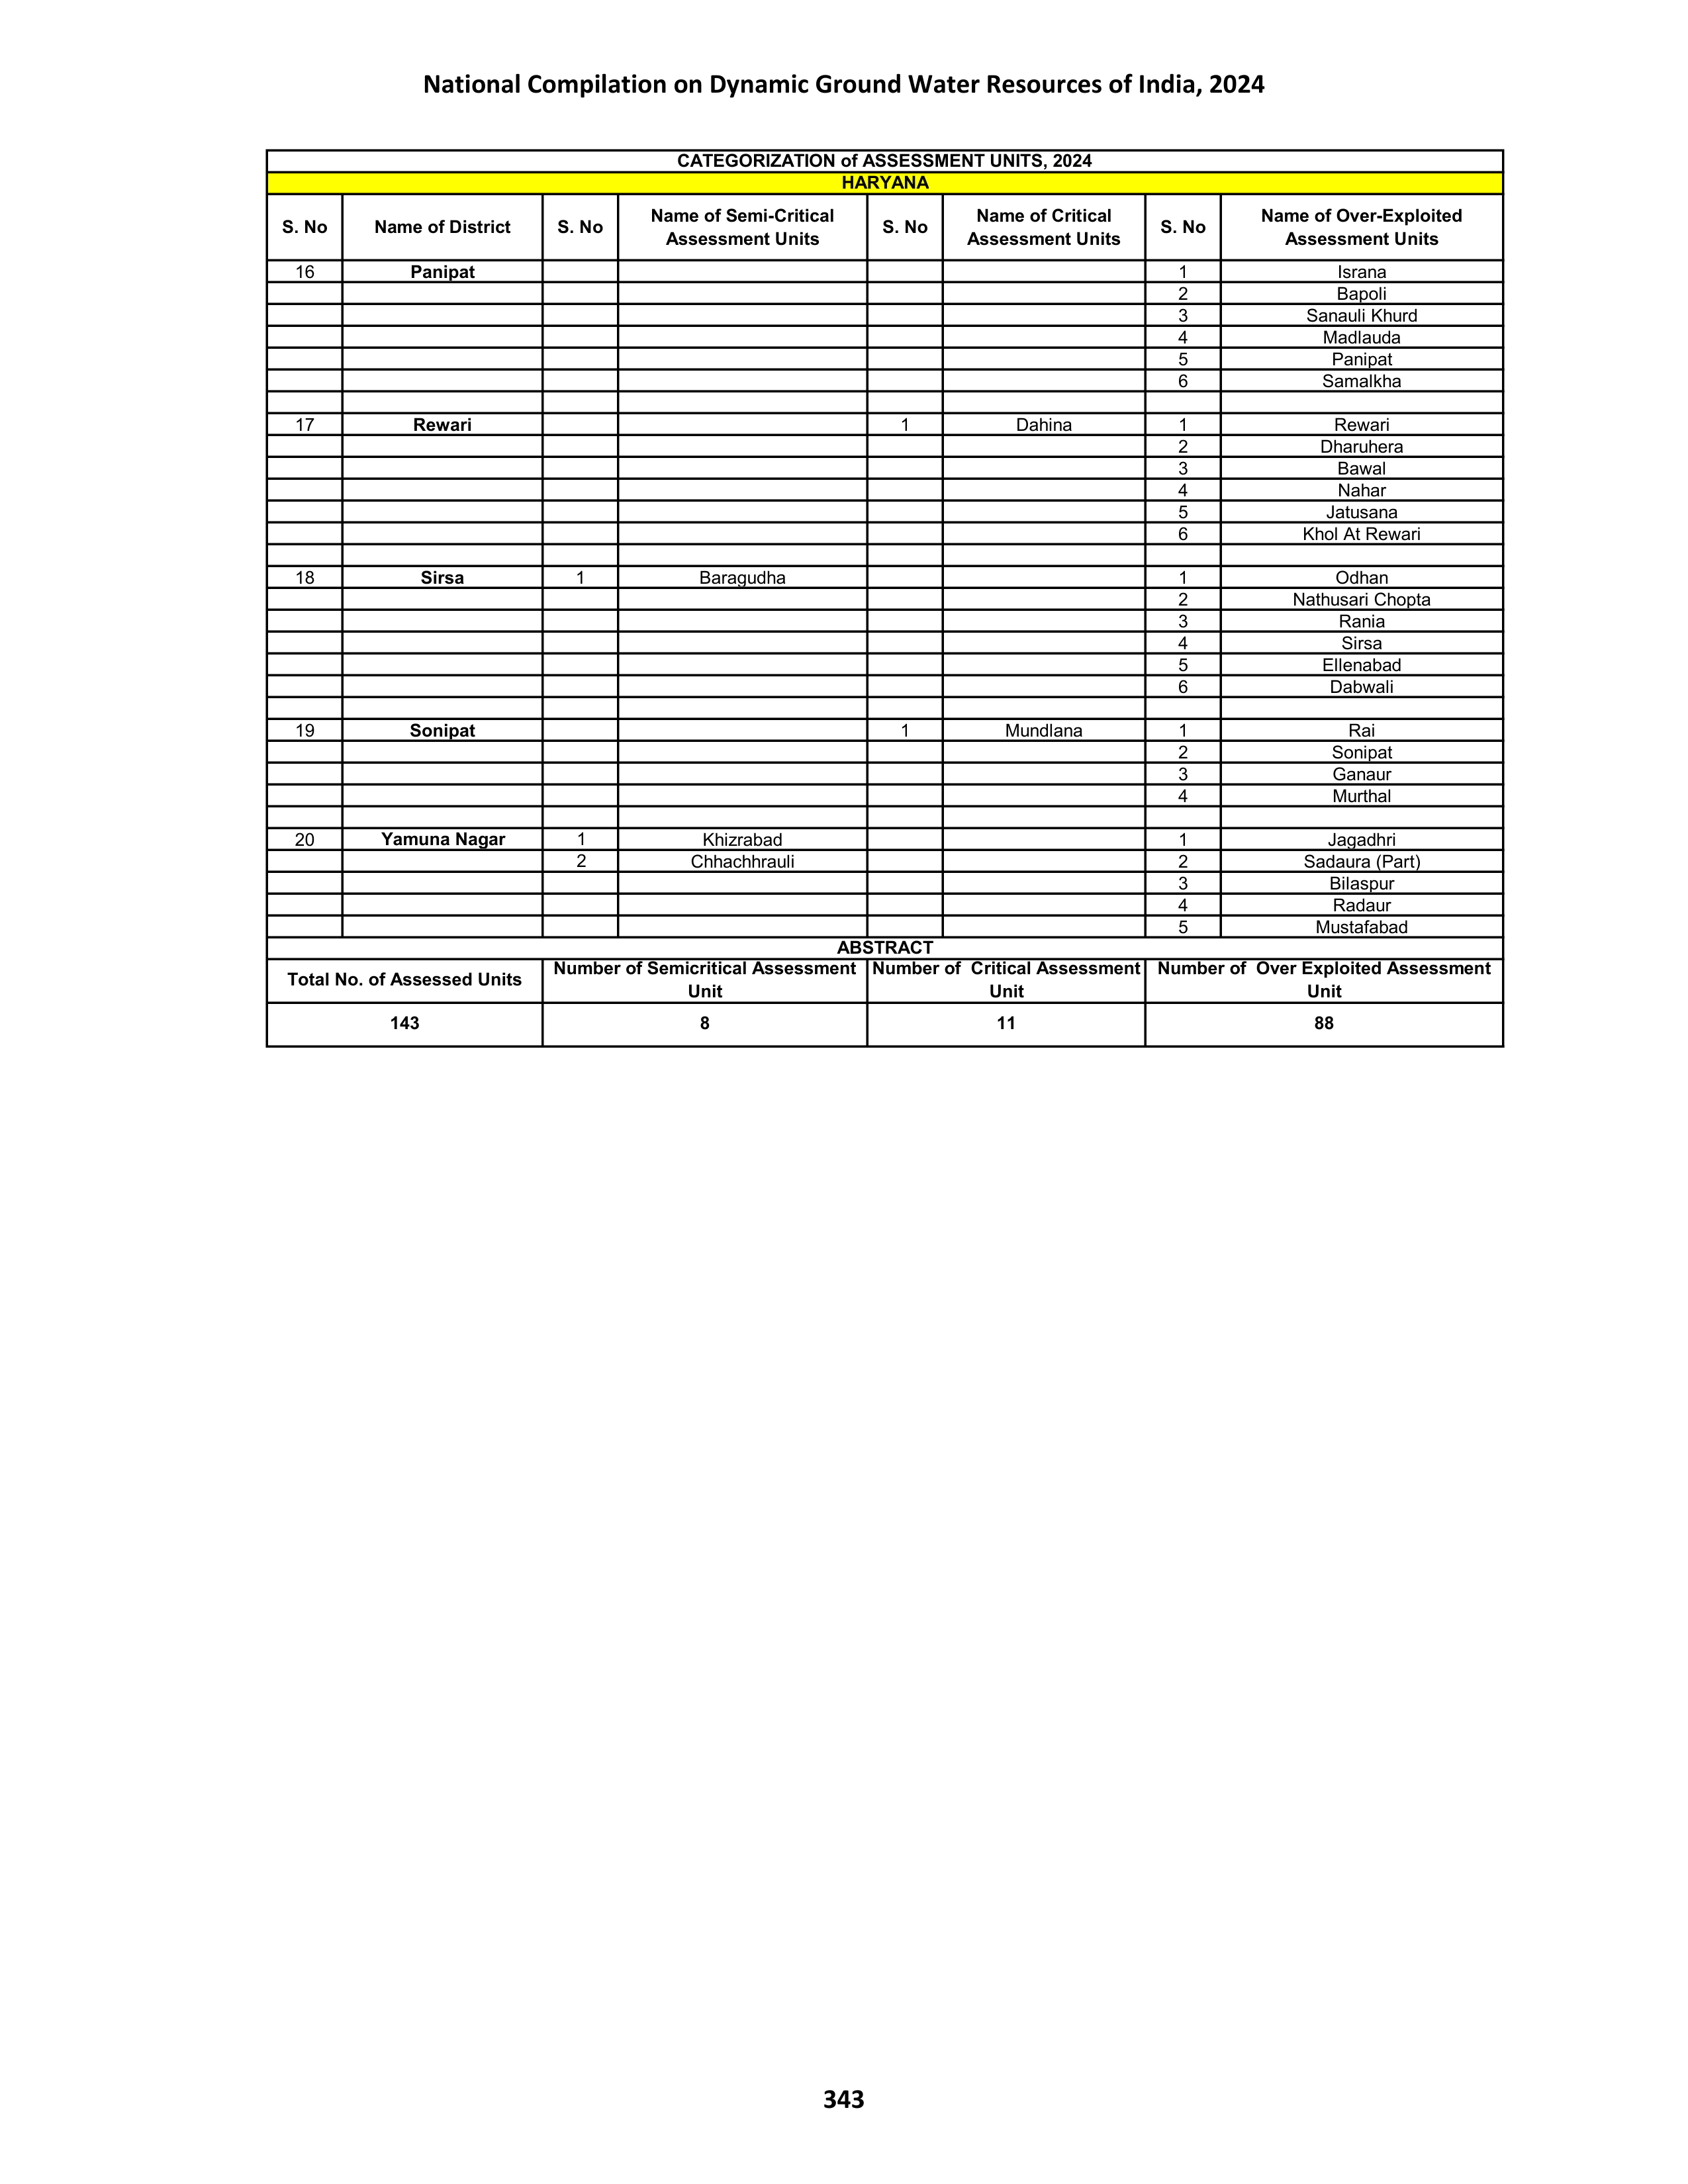 National Compilation on Dynamic Ground Water Resources of India, 2024
CATEGORIZATION of ASSESSMENT UNITS, 2024
HARYANA
S. No Name of District S. No Name of Semi-Critical Assessment Units S. No Name of Critical Assessment Units S. No Name of Over-Exploited Assessment Units
16 Panipat 1 Israna
2 Bapoli
3 Sanauli Khurd
4 Madlauda
5 Panipat
6 Samalkha
17 Rewari 1 Dahina 1 Rewari
2 Dharuhera
3 Bawal
4 Nahar
5 Jatusana
6 Khol At Rewari
18 Sirsa 1 Baragudha 1 Odhan
2 Nathusari Chopta
3 Rania
4 Sirsa
5 Ellenabad
6 Dabwali
19 Sonipat 1 Mundlana 1 Rai
2 Sonipat
3 Ganaur
4 Murthal
20 Yamuna Nagar 1 Khizrabad 1 Jagadhri
2 Chhachhrauli 2 Sadaura (Part)
3 Bilaspur
4 Radaur
5 Mustafabad
ABSTRACT
Total No. of Assessed Units Number of Semicritical Assessment Unit Number of Critical Assessment Unit Number of Over Exploited Assessment Unit
143 8 11 88
343